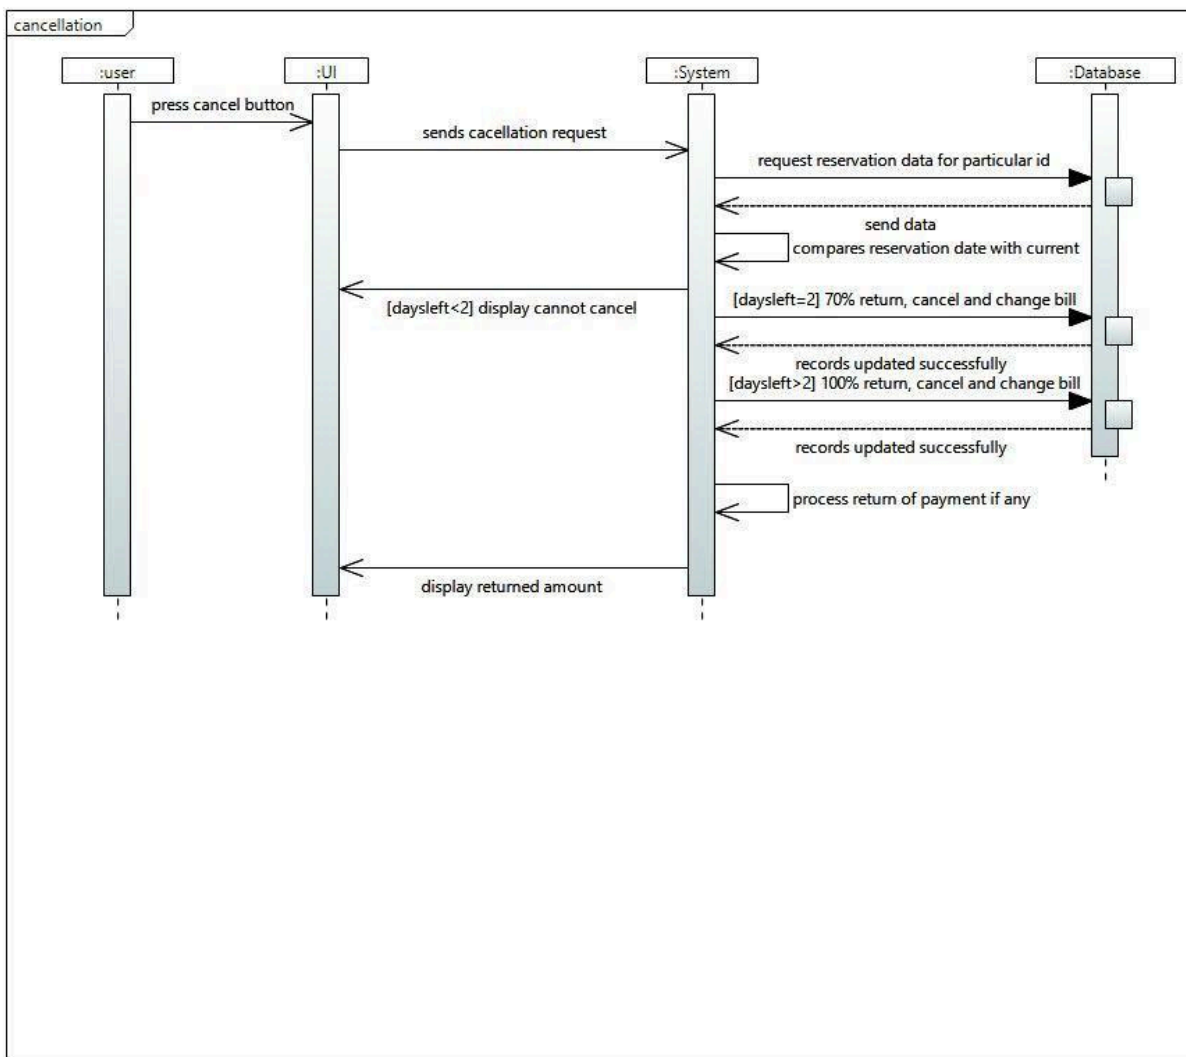 cancellation
:user
:UI
:System
:Database
press cancel button
sends cacellation request
request reservation data for particular id
send data
compares reservation date with current
[daysleft<2] display cannot cancel
[daysleft=2] 70% return, cancel and change bill
records updated successfully
[daysleft>2] 100% return, cancel and change bill
records updated successfully
process return of payment if any
display returned amount